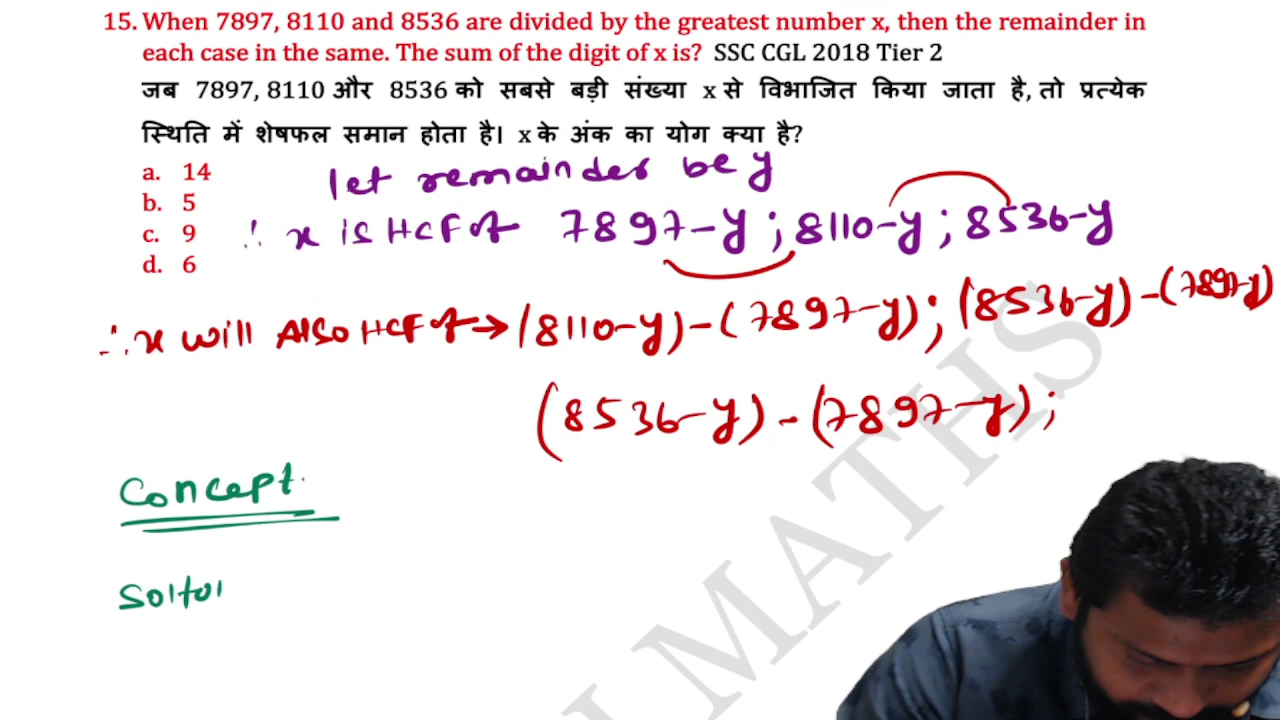 15. When 7897, 8110 and 8536 are divided by the greatest number x, then the remainder in
each case in the same. The sum of the digit of x is? SSC CGL 2018 Tier 2
जब 7897, 8110 और 8536 को सबसे बड़ी संख्या x से विभाजित किया जाता है, तो प्रत्येक
स्थिति में शेषफल समान होता है। x के अंक का योग क्या है?
a. 14
b. 5
c. 9
d. 6
let remainder be y
∴ x is HCF of 7897-y ; 8110-y ; 8536-y
∴ x will Also HCF of → (8110-y)-(7897-y) ; (8536-y)-(7897-y)
(8536-y)-(7897-y) ;
Concept.
MATHS